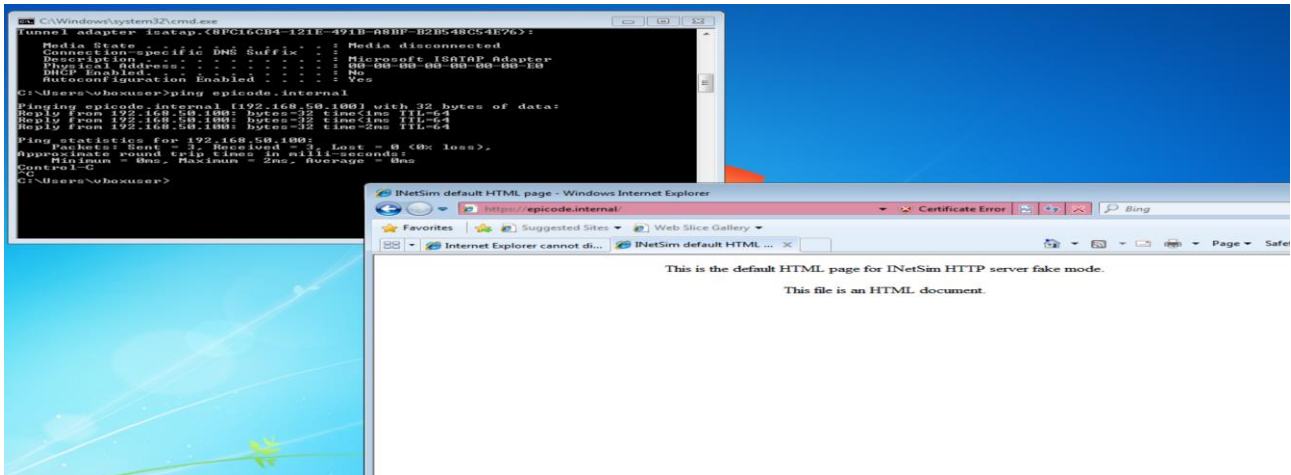 C:\Windows\system32\cmd.exe
Tunnel adapter isatap.{8FC16CB4-121E-491B-A8BF-B2B548C54E76}:
Media State . . . . . . . . . . . : Media disconnected
Connection-specific DNS Suffix . :
Description . . . . . . . . . . . : Microsoft ISATAP Adapter
Physical Address. . . . . . . . . : 00-00-00-00-00-00-00-E0
DHCP Enabled. . . . . . . . . . . : No
Autoconfiguration Enabled . . . . : Yes
C:\Users\vboxuser>ping epicode.internal
Pinging epicode.internal [192.168.50.100] with 32 bytes of data:
Reply from 192.168.50.100: bytes=32 time<1ms TTL=64
Reply from 192.168.50.100: bytes=32 time<1ms TTL=64
Reply from 192.168.50.100: bytes=32 time=2ms TTL=64
Ping statistics for 192.168.50.100:
Packets: Sent = 3, Received = 3, Lost = 0 (0% loss),
Approximate round trip times in milli-seconds:
Minimum = 0ms, Maximum = 2ms, Average = 0ms
Control-C
^C
C:\Users\vboxuser>
INetSim default HTML page - Windows Internet Explorer
https://epicode.internal/ Certificate Error Bing
Favorites Suggested Sites Web Slice Gallery
Internet Explorer cannot di... INetSim default HTML ... Page Safet
This is the default HTML page for INetSim HTTP server fake mode.
This file is an HTML document.